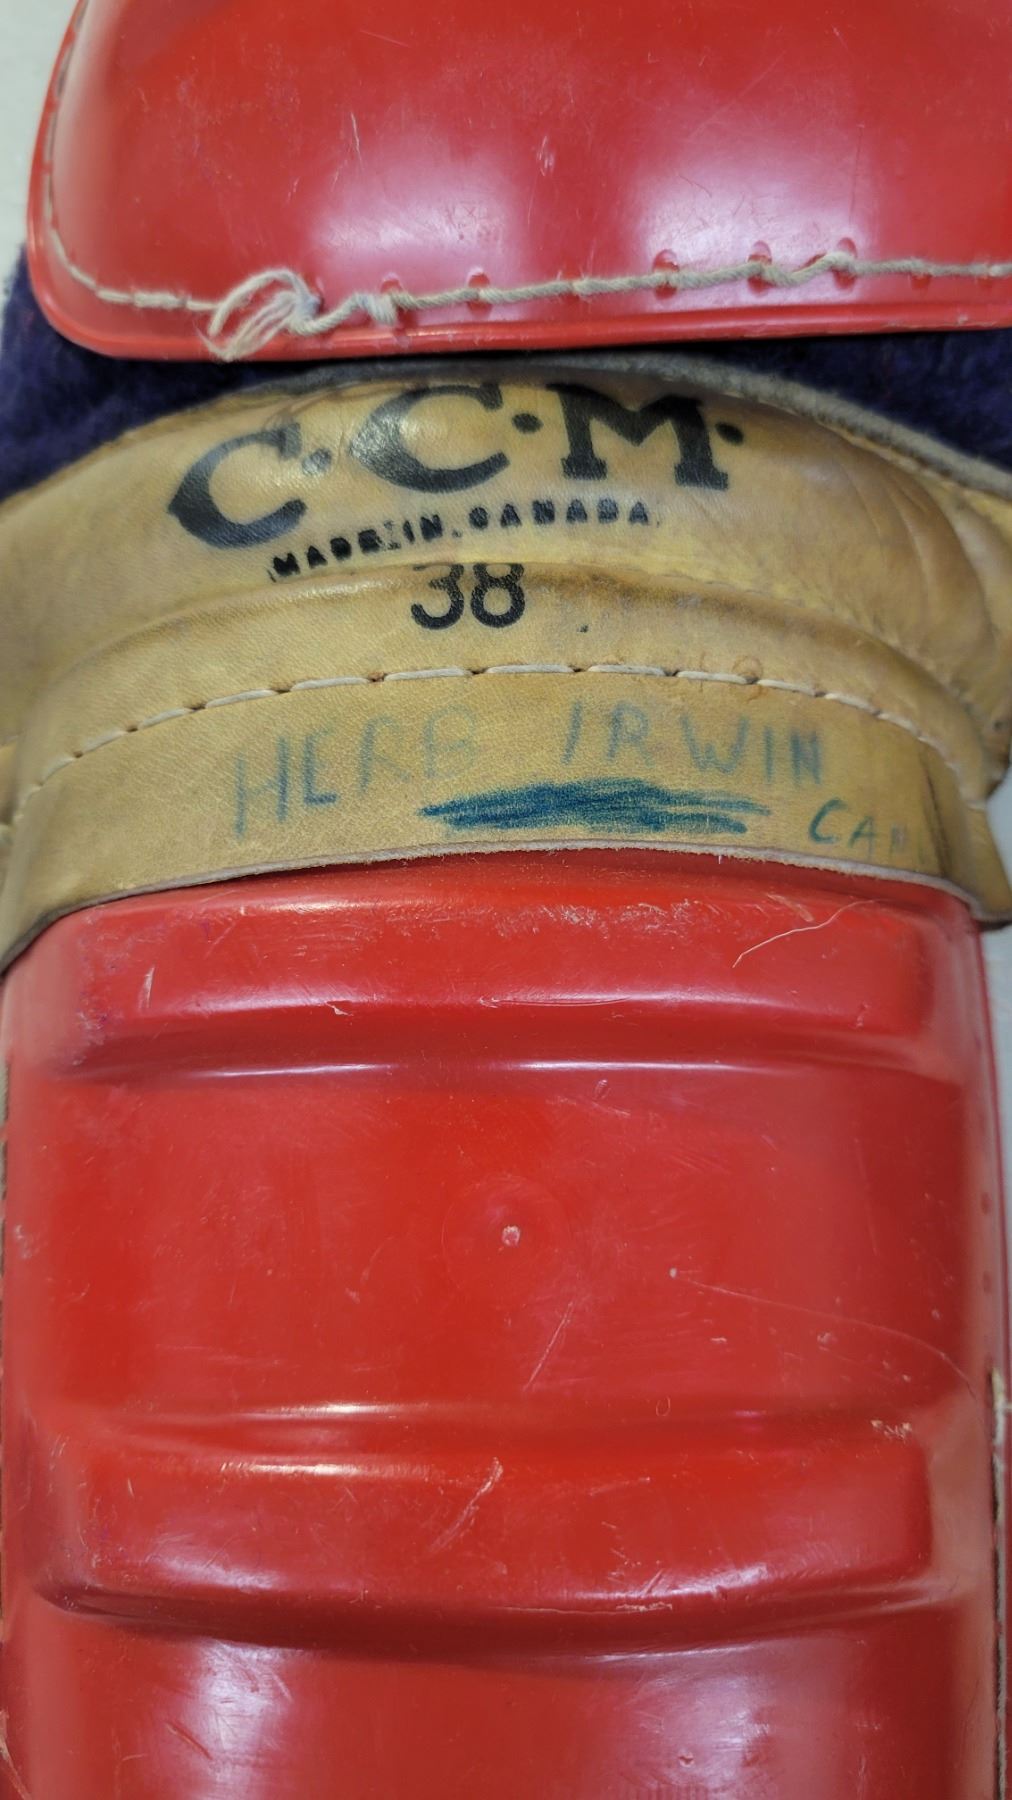 C·C·M·
MADE IN CANADA
38
HERB IRWIN